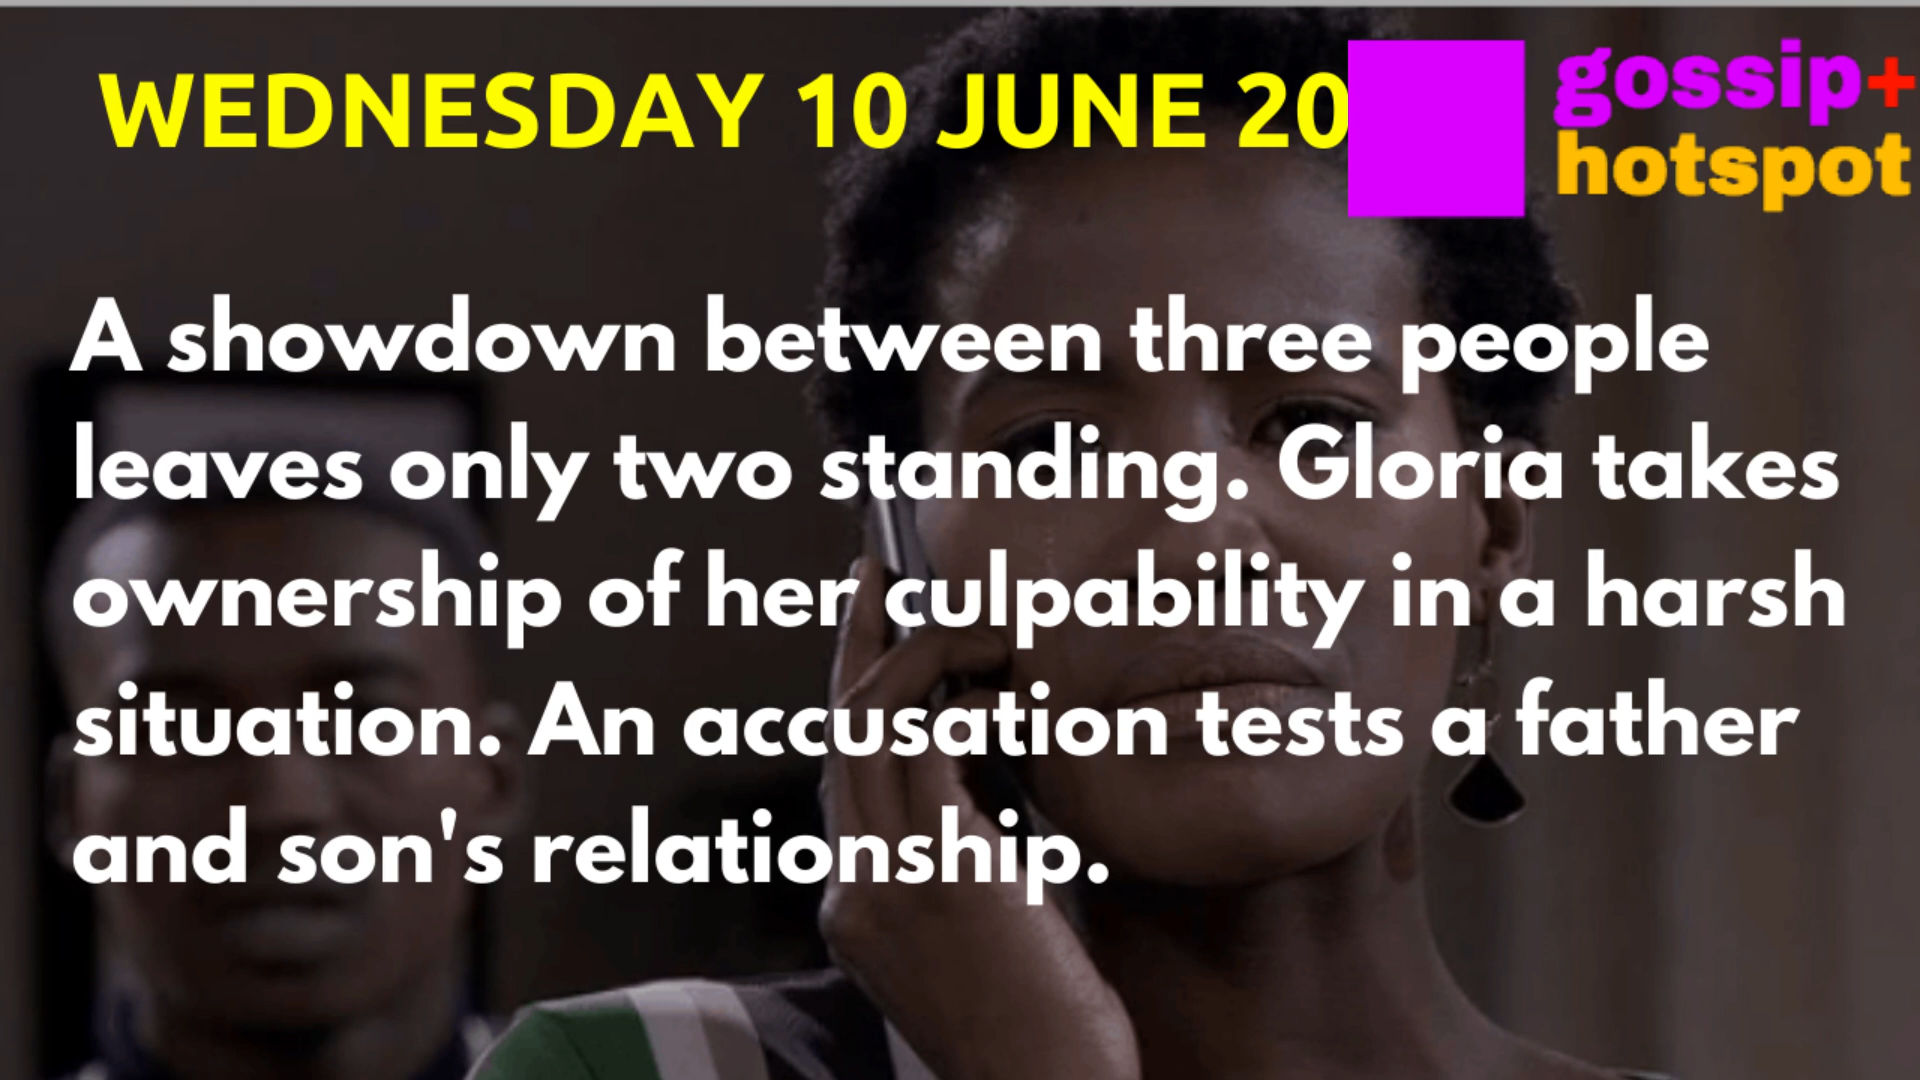 WEDNESDAY 10 JUNE 20
gossip+
hotspot
A showdown between three people
leaves only two standing. Gloria takes
ownership of her culpability in a harsh
situation. An accusation tests a father
and son's relationship.